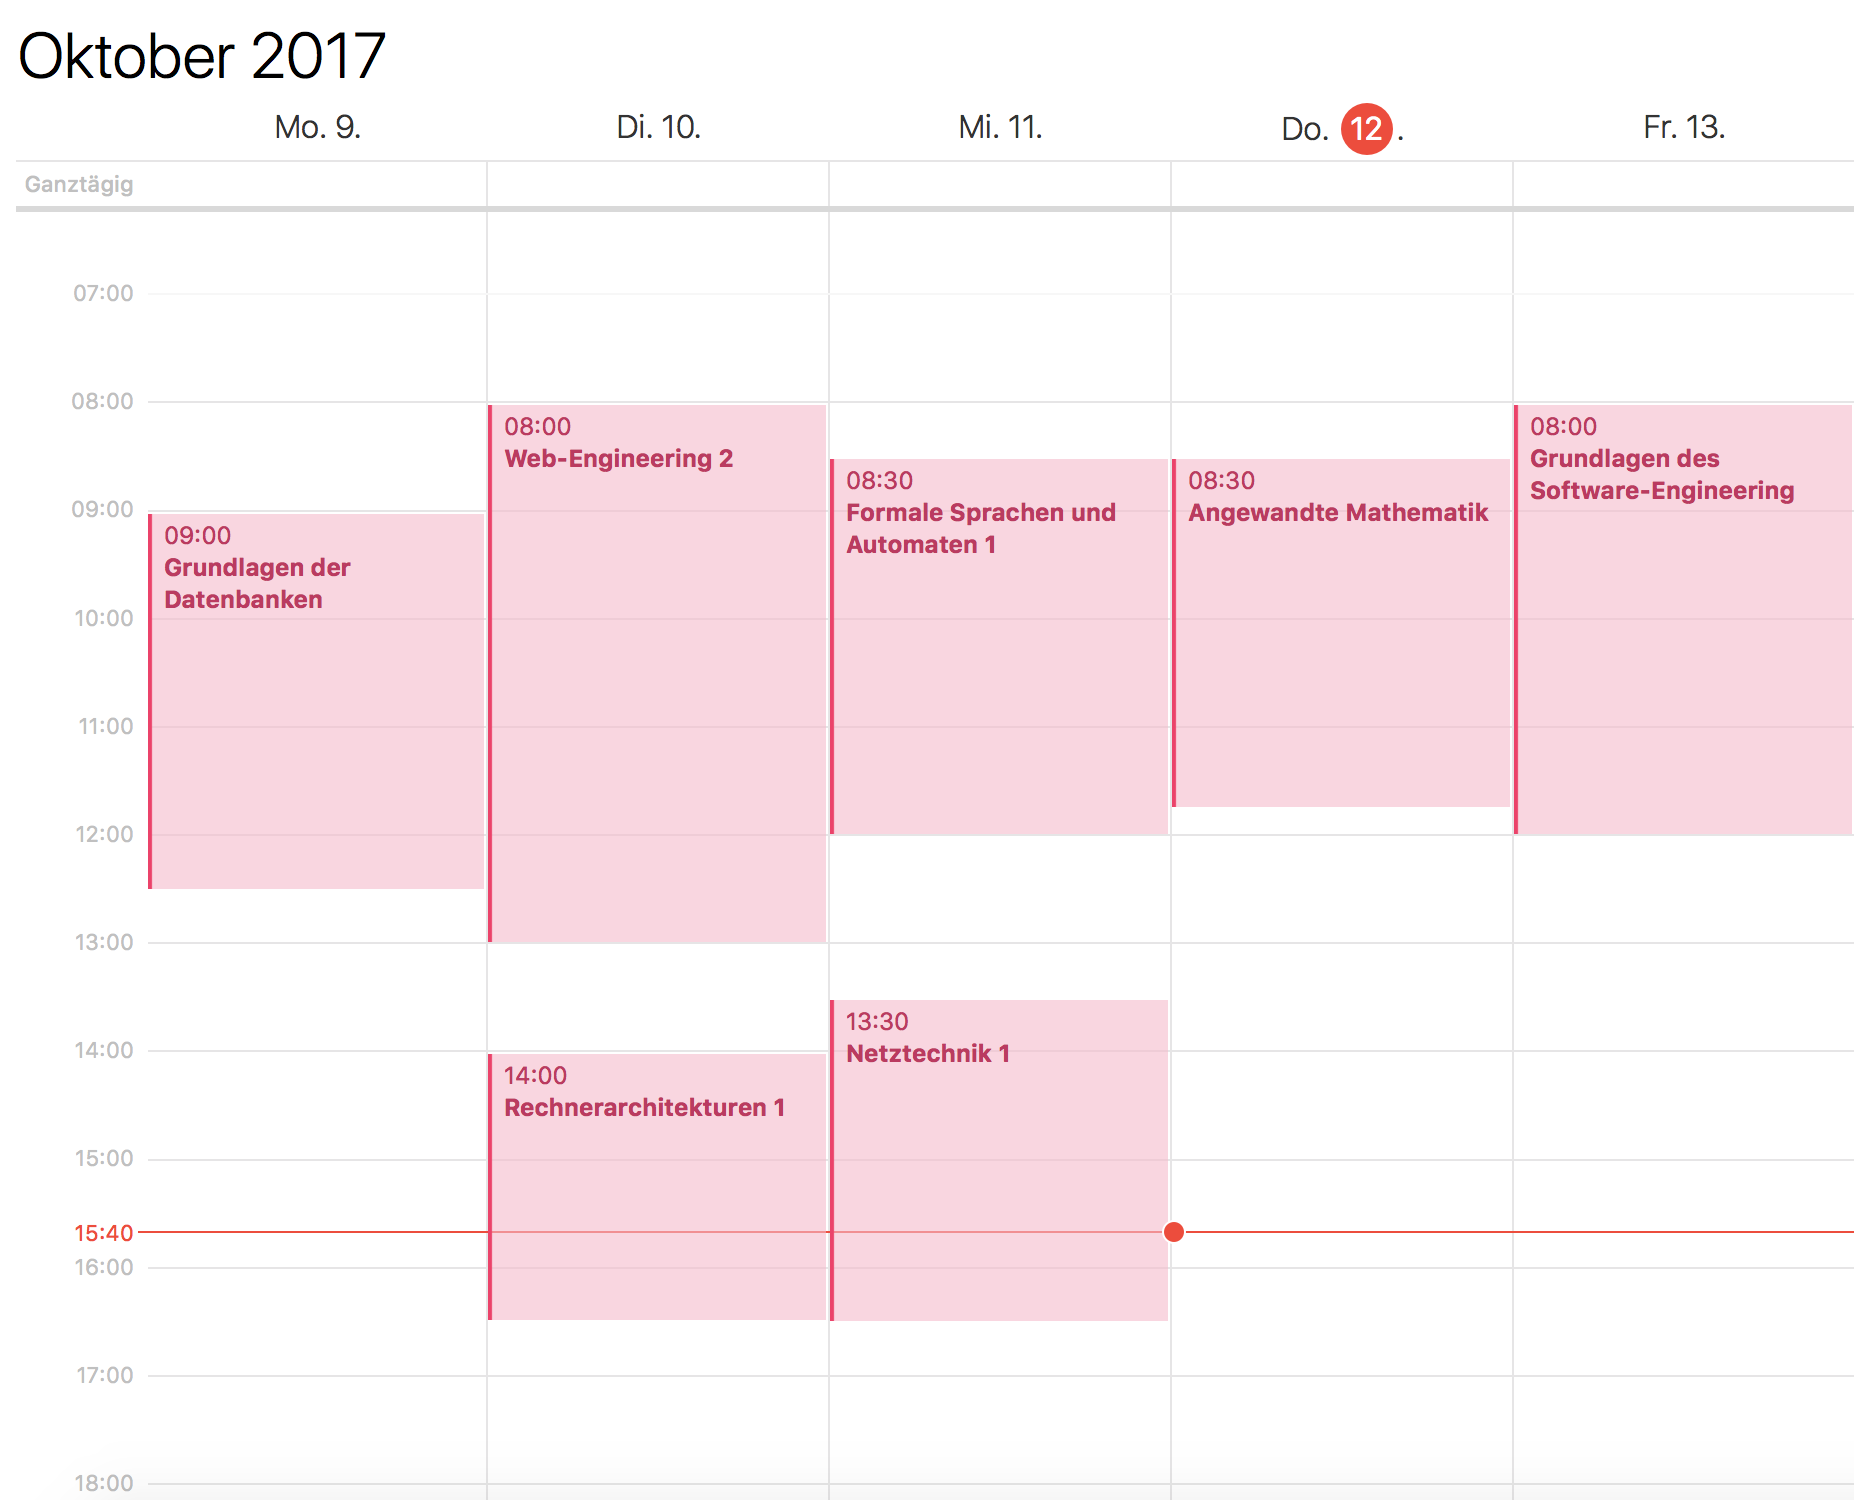 Oktober 2017
Mo. 9.
Di. 10.
Mi. 11.
Do. 12.
Fr. 13.
Ganztägig
07:00
08:00
09:00
10:00
11:00
12:00
13:00
14:00
15:00
15:40
16:00
17:00
18:00
09:00
Grundlagen der
Datenbanken
08:00
Web-Engineering 2
14:00
Rechnerarchitekturen 1
08:30
Formale Sprachen und
Automaten 1
13:30
Netztechnik 1
08:30
Angewandte Mathematik
08:00
Grundlagen des
Software-Engineering